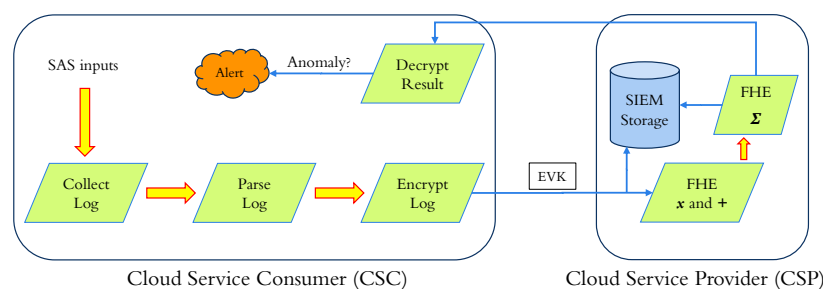 SAS inputs
Alert
Anomaly?
Decrypt
Result
SIEM
Storage
FHE
Σ
Collect
Log
Parse
Log
Encrypt
Log
EVK
FHE
x and +
Cloud Service Consumer (CSC)
Cloud Service Provider (CSP)